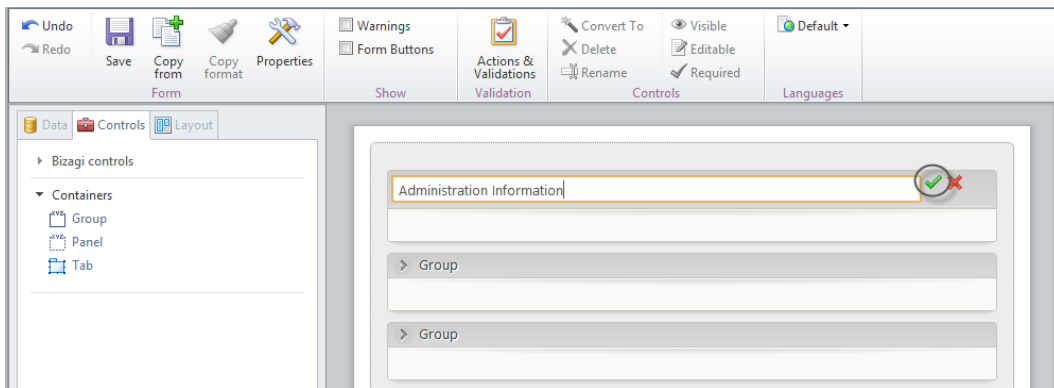 Undo
Redo
Save
Copy from
Copy format
Properties
Form
Warnings
Form Buttons
Show
Actions & Validations
Validation
Convert To
Delete
Rename
Visible
Editable
Required
Controls
Default
Languages
Data
Controls
Layout
Bizagi controls
Containers
Group
Panel
Tab
Administration Information
Group
Group